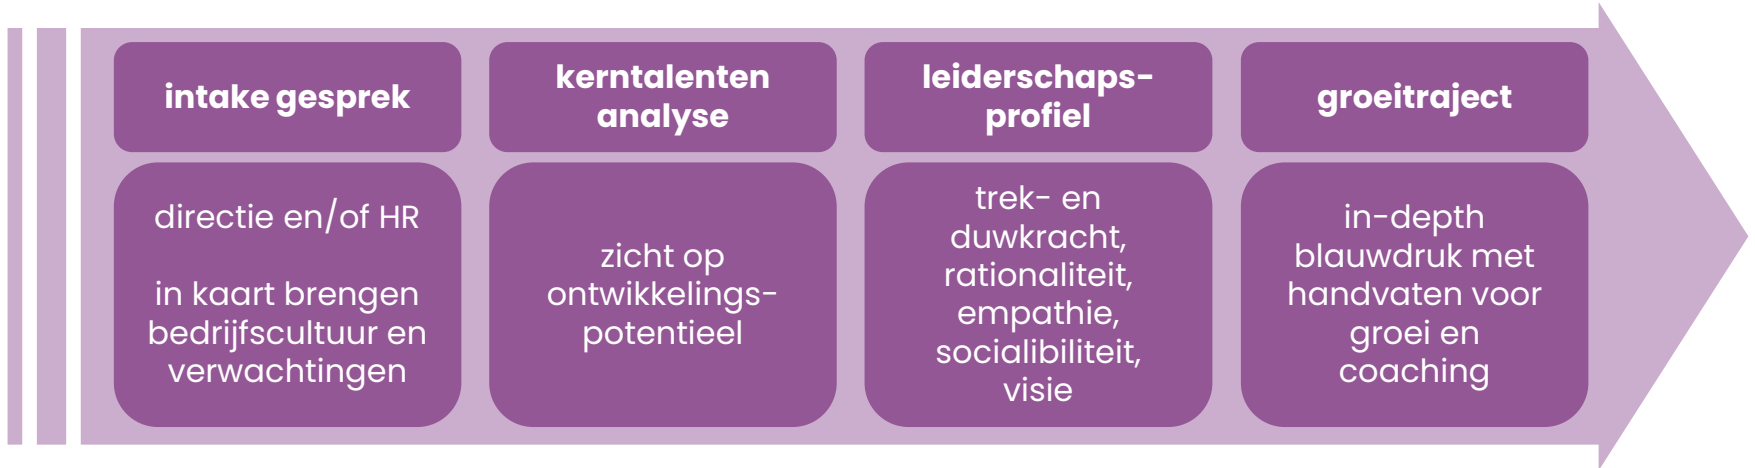 intake gesprek
directie en/of HR
in kaart brengen
bedrijfscultuur en
verwachtingen
kerntalenten
analyse
zicht op
ontwikkelings-
potentieel
leiderschaps-
profiel
trek- en
duwkracht,
rationaliteit,
empathie,
socialibiliteit,
visie
groeitraject
in-depth
blauwdruk met
handvaten voor
groei en
coaching